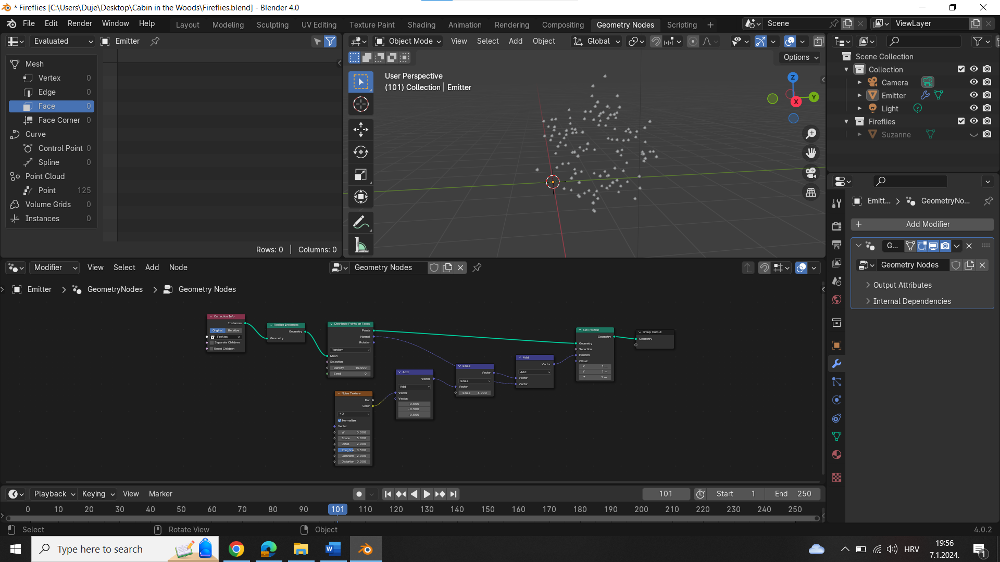 * Fireflies [C:\Users\Duje\Desktop\Cabin in the Woods\Fireflies.blend] - Blender 4.0
File Edit Render Window Help Layout Modeling Sculpting UV Editing Texture Paint Shading Animation Rendering Compositing Geometry Nodes Scripting + Scene ViewLayer
Evaluated Emitter
Object Mode View Select Add Object Global
Options
Mesh
Vertex 0
Edge 0
Face 0
Face Corner 0
Curve
Control Point 0
Spline 0
Point Cloud
Point 125
Volume Grids 0
Instances 0
Rows: 0 | Columns: 0
User Perspective
(101) Collection | Emitter
Z
Y
X
Scene Collection
Collection
Camera
Emitter
Light
Fireflies
Suzanne
Emitt... > GeometryNo...
Add Modifier
G...
Geometry Nodes
Output Attributes
Internal Dependencies
Modifier View Select Add Node Geometry Nodes
Emitter > GeometryNodes > Geometry Nodes
Collection Info
Instances
Original Relative
Fireflies
Separate Children
Reset Children
Realize Instances
Geometry
Geometry
Distribute Points on Faces
Points
Normal
Rotation
Random
Mesh
Selection
Density 10.000
Seed 0
Noise Texture
Fac
Color
4D
Normalize
Vector
W 0.000
Scale 5.000
Detail 2.000
Roughne 0.500
Lacunarit 2.000
Distortion 0.000
Add
Vector
Add
Vector
Vector:
-0.500
-0.500
-0.500
Scale
Vector
Scale
Vector
Scale 3.000
Add
Vector
Add
Vector
Vector
Set Position
Geometry
Geometry
Selection
Position
Offset:
X 1 m
Y 1 m
Z 1 m
Group Output
Geometry
Playback Keying View Marker 101 Start 1 End 250
0 10 20 30 40 50 60 70 80 90 101 110 120 130 140 150 160 170 180 190 200 210 220 230 240 250
Select Rotate View Object 4.0.2
Type here to search
HRV
19:56
7.1.2024.
1